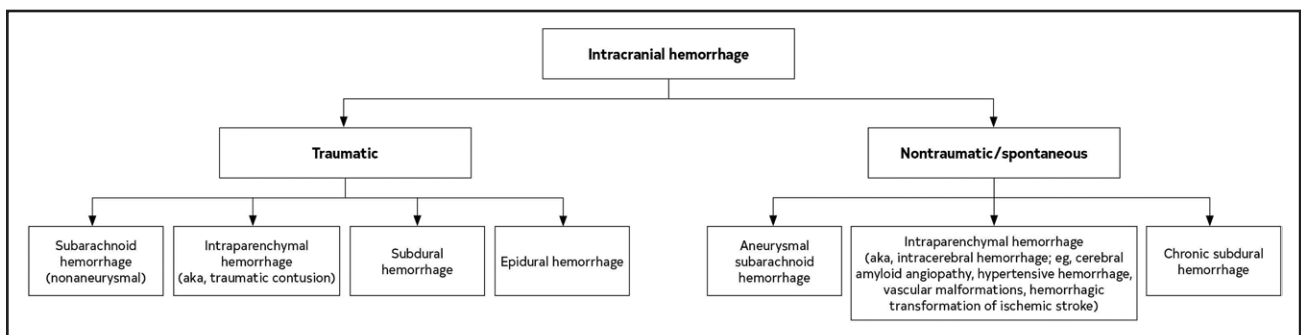 Intracranial hemorrhage
Traumatic
Nontraumatic/spontaneous
Subarachnoid
hemorrhage
(nonaneurysmal)
Intraparenchymal
hemorrhage
(aka, traumatic contusion)
Subdural
hemorrhage
Epidural hemorrhage
Aneurysmal
subarachnoid
hemorrhage
Intraparenchymal hemorrhage
(aka, intracerebral hemorrhage; eg, cerebral
amyloid angiopathy, hypertensive hemorrhage,
vascular malformations, hemorrhagic
transformation of ischemic stroke)
Chronic subdural
hemorrhage